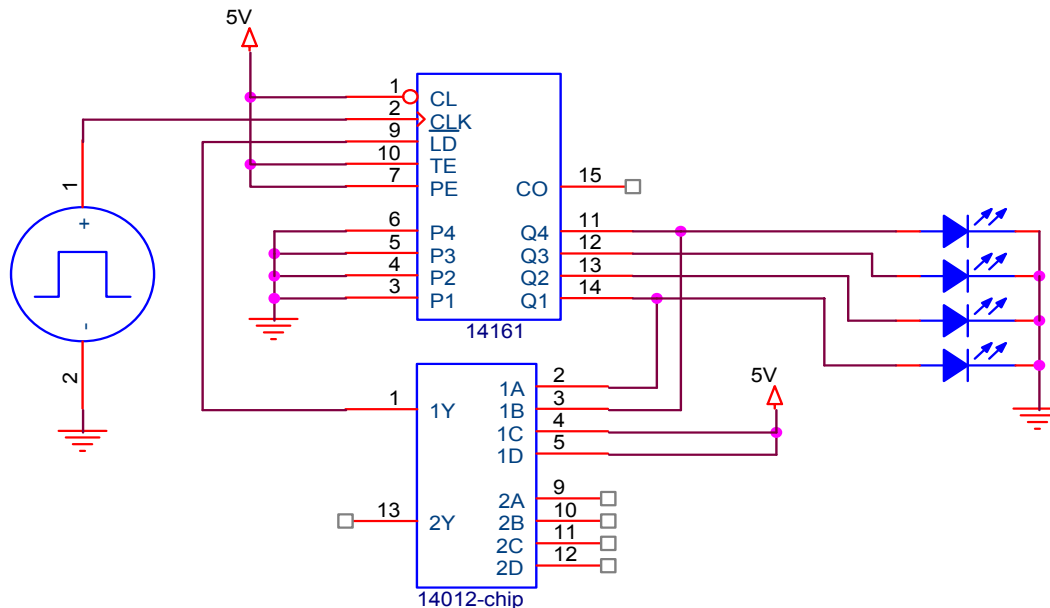 5V
1
CL
2
CLK
9
LD
10
TE
7
PE
15
CO
6
P4
11
Q4
5
P3
12
Q3
4
P2
13
Q2
3
P1
14
Q1
14161
1
+
-
2
5V
2
1A
1
1Y
3
1B
4
1C
5
1D
9
2A
13
2Y
10
2B
11
2C
12
2D
14012-chip